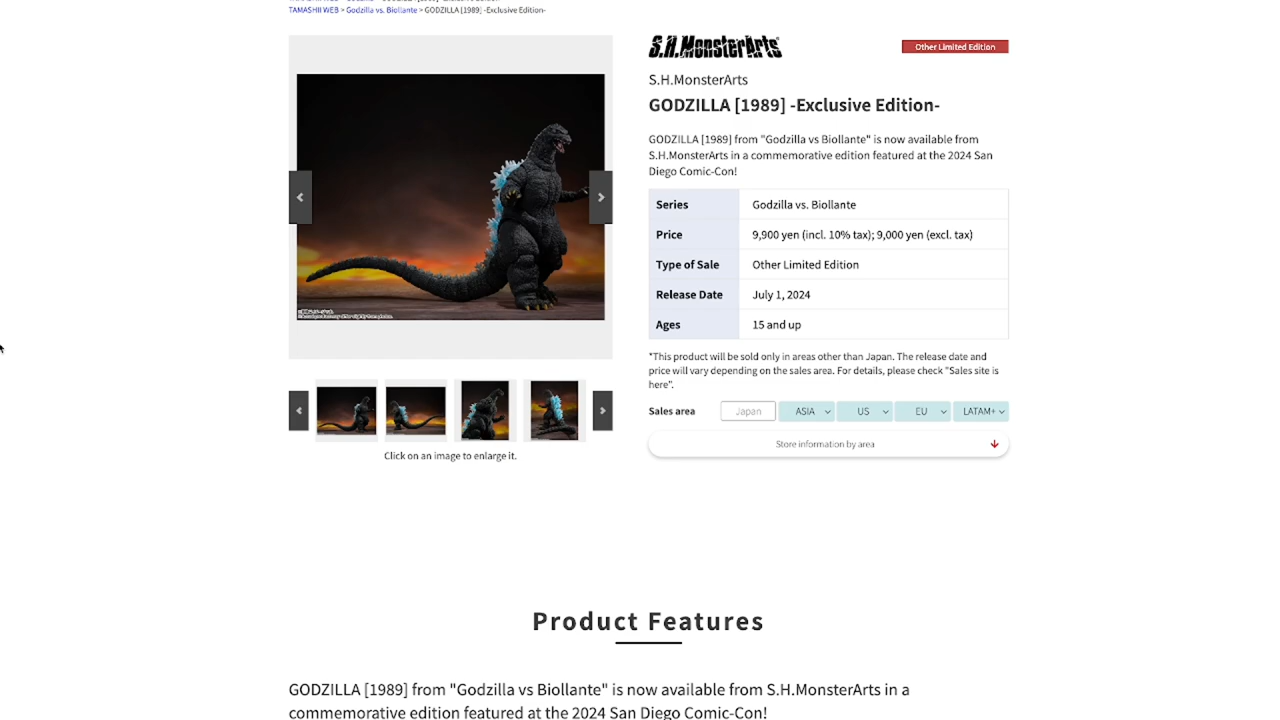 TAMASHII WEB > Godzilla vs. Biollante > GODZILLA [1989] -Exclusive Edition-
S.H.MonsterArts
Other Limited Edition
S.H.MonsterArts
GODZILLA [1989] -Exclusive Edition-
GODZILLA [1989] from "Godzilla vs Biollante" is now available from
S.H.MonsterArts in a commemorative edition featured at the 2024 San
Diego Comic-Con!
Series Godzilla vs. Biollante
Price 9,900 yen (incl. 10% tax); 9,000 yen (excl. tax)
Type of Sale Other Limited Edition
Release Date July 1, 2024
Ages 15 and up
*This product will be sold only in areas other than Japan. The release date and
price will vary depending on the sales area. For details, please check "Sales site is
here".
Sales area Japan ASIA US EU LATAM+
Store information by area
Click on an image to enlarge it.
Product Features
GODZILLA [1989] from "Godzilla vs Biollante" is now available from S.H.MonsterArts in a
commemorative edition featured at the 2024 San Diego Comic-Con!